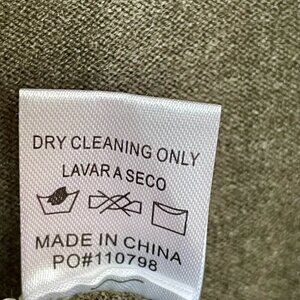 DRY CLEANING ONLY
LAVAR A SECO
MADE IN CHINA
PO#110798